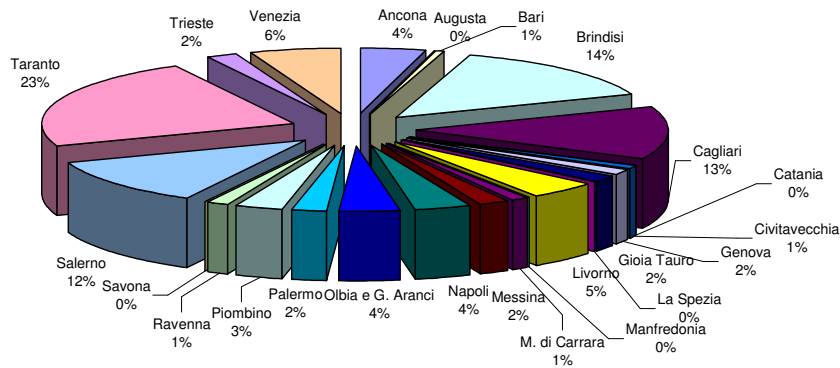 Ancona
4%
Augusta
0%
Bari
1%
Brindisi
14%
Cagliari
13%
Catania
0%
Civitavecchia
1%
Genova
2%
Gioia Tauro
2%
La Spezia
0%
Livorno
5%
Manfredonia
0%
M. di Carrara
1%
Messina
2%
Napoli
4%
Olbia e G. Aranci
4%
Palermo
2%
Piombino
3%
Ravenna
1%
Savona
0%
Salerno
12%
Taranto
23%
Trieste
2%
Venezia
6%